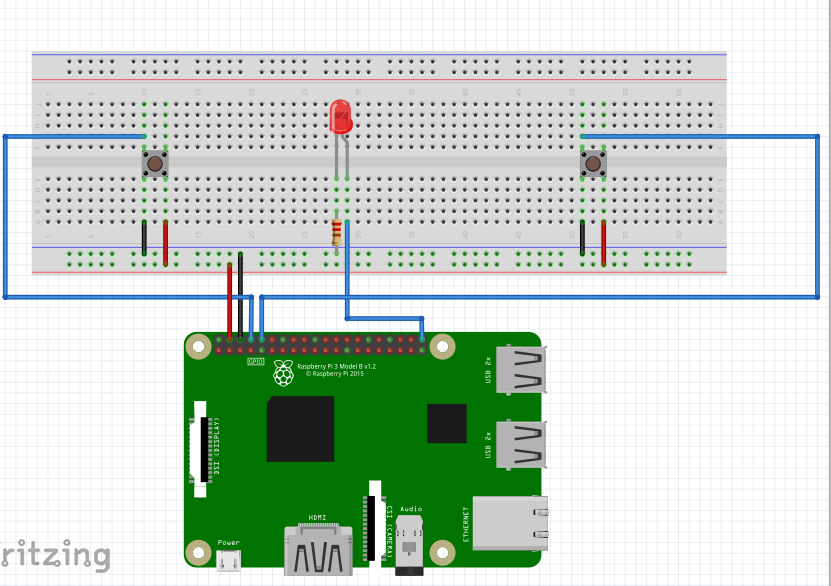 GPIO
Raspberry Pi 3 Model B v1.2
© Raspberry Pi 2015
USB 2x
DSI (DISPLAY)
USB 2x
Audio
CSI (CAMERA)
ETHERNET
HDMI
Power
ritzing